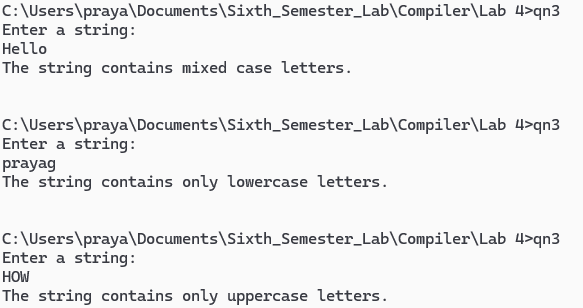 C:\Users\praya\Documents\Sixth_Semester_Lab\Compiler\Lab 4>qn3
Enter a string:
Hello
The string contains mixed case letters.
C:\Users\praya\Documents\Sixth_Semester_Lab\Compiler\Lab 4>qn3
Enter a string:
prayag
The string contains only lowercase letters.
C:\Users\praya\Documents\Sixth_Semester_Lab\Compiler\Lab 4>qn3
Enter a string:
HOW
The string contains only uppercase letters.